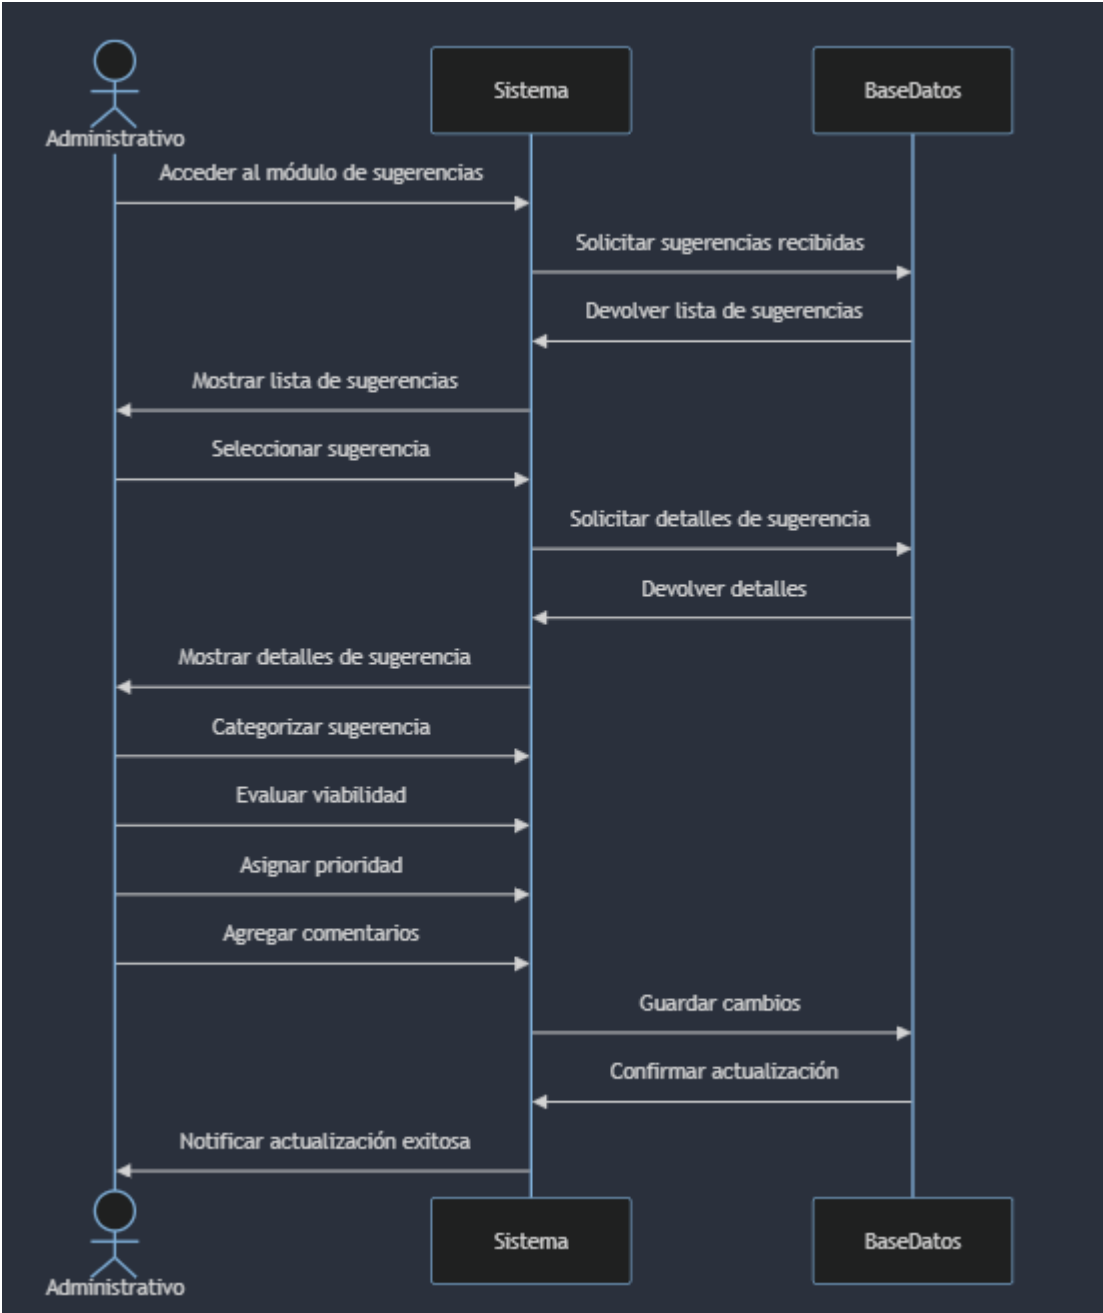 Administrativo
Sistema
BaseDatos
Acceder al módulo de sugerencias
Solicitar sugerencias recibidas
Devolver lista de sugerencias
Mostrar lista de sugerencias
Seleccionar sugerencia
Solicitar detalles de sugerencia
Devolver detalles
Mostrar detalles de sugerencia
Categorizar sugerencia
Evaluar viabilidad
Asignar prioridad
Agregar comentarios
Guardar cambios
Confirmar actualización
Notificar actualización exitosa
Administrativo
Sistema
BaseDatos